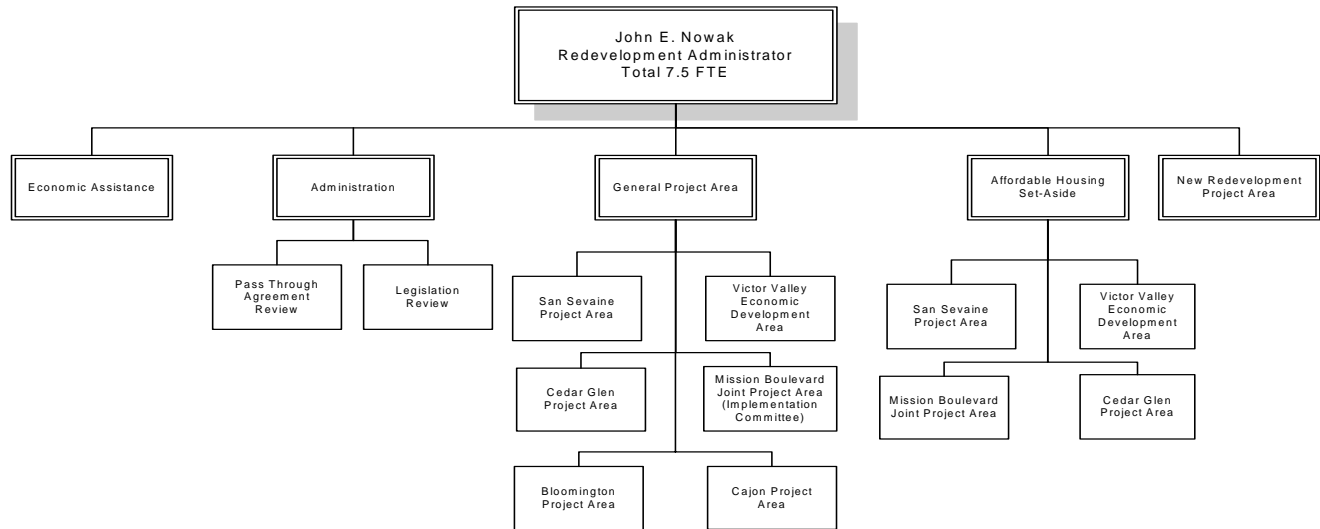 John E. Nowak
Redevelopment Administrator
Total 7.5 FTE
Economic Assistance
Administration
General Project Area
Affordable Housing
Set-Aside
New Redevelopment
Project Area
Pass Through
Agreement
Review
Legislation
Review
San Sevaine
Project Area
Victor Valley
Economic
Development
Area
San Sevaine
Project Area
Victor Valley
Economic
Development
Area
Cedar Glen
Project Area
Mission Boulevard
Joint Project Area
(Implementation
Committee)
Mission Boulevard
Joint Project Area
Cedar Glen
Project Area
Bloomington
Project Area
Cajon Project
Area